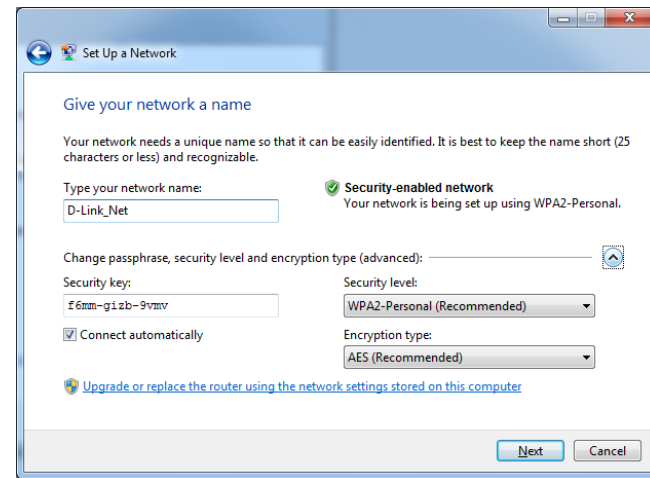 Set Up a Network
Give your network a name
Your network needs a unique name so that it can be easily identified. It is best to keep the name short (25
characters or less) and recognizable.
Type your network name:
D-Link_Net
Security-enabled network
Your network is being set up using WPA2-Personal.
Change passphrase, security level and encryption type (advanced):
Security key:
f6mm-gizb-9vmv
Security level:
WPA2-Personal (Recommended)
Connect automatically
Encryption type:
AES (Recommended)
Upgrade or replace the router using the network settings stored on this computer
Next
Cancel